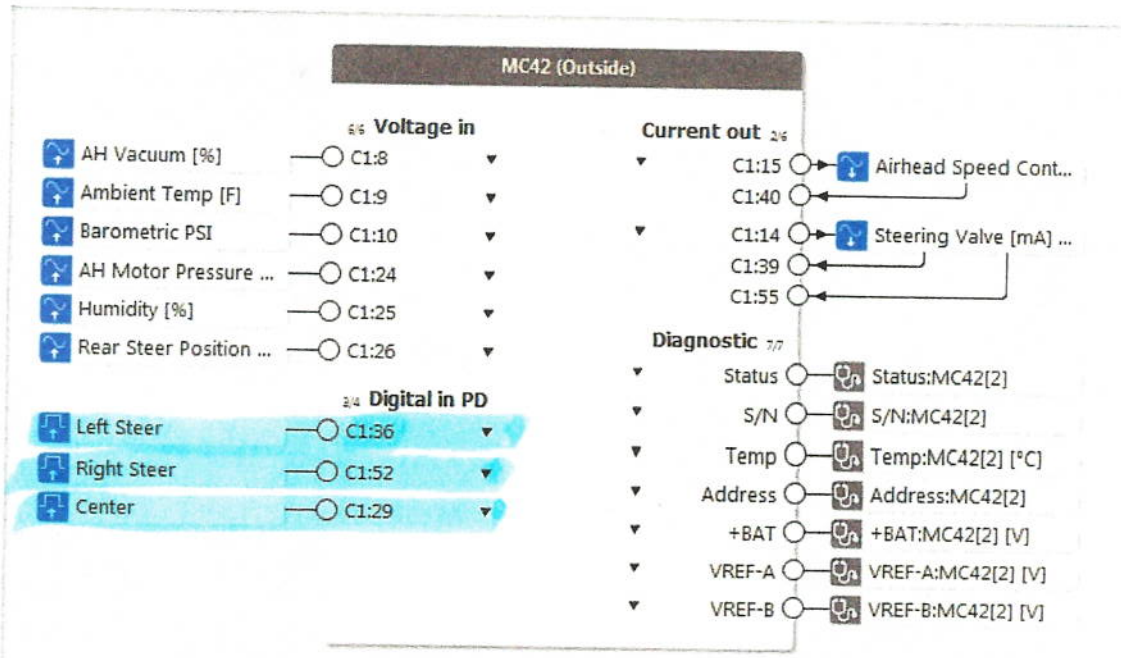 MC42 (Outside)
6/6 Voltage in
AH Vacuum [%] C1:8
Ambient Temp [F] C1:9
Barometric PSI C1:10
AH Motor Pressure ... C1:24
Humidity [%] C1:25
Rear Steer Position ... C1:26
3/4 Digital in PD
Left Steer C1:36
Right Steer C1:52
Center C1:29
Current out 2/6
C1:15 Airhead Speed Cont...
C1:40
C1:14 Steering Valve [mA] ...
C1:39
C1:55
Diagnostic 7/7
Status Status:MC42[2]
S/N S/N:MC42[2]
Temp Temp:MC42[2] [°C]
Address Address:MC42[2]
+BAT +BAT:MC42[2] [V]
VREF-A VREF-A:MC42[2] [V]
VREF-B VREF-B:MC42[2] [V]